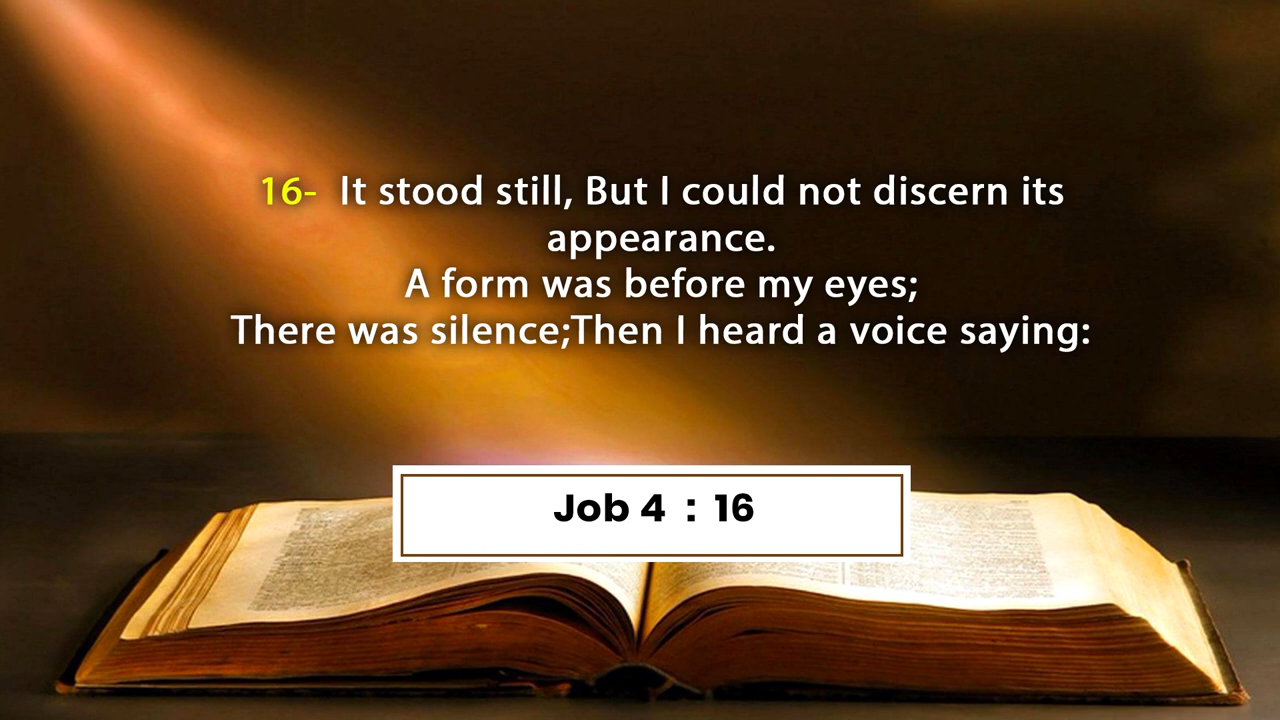 16- It stood still, But I could not discern its
appearance.
A form was before my eyes;
There was silence;Then I heard a voice saying:
Job 4 : 16